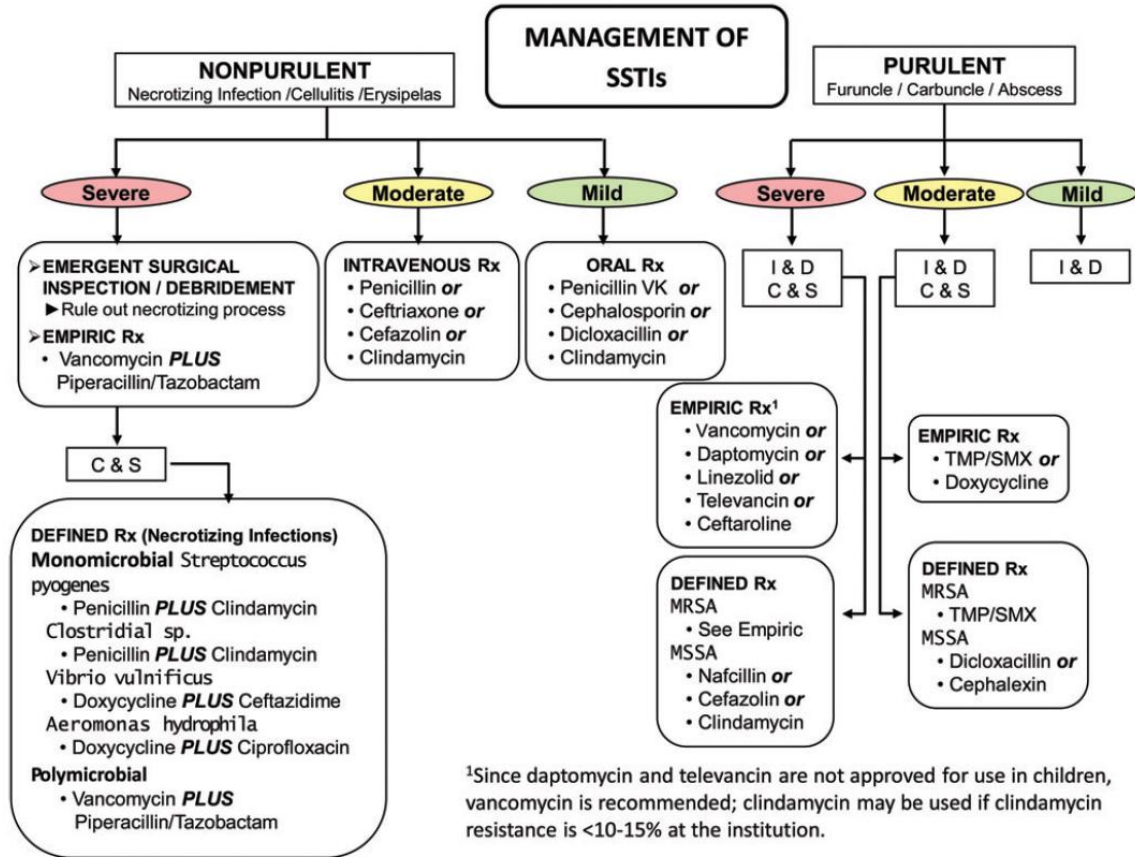 MANAGEMENT OF
SSTIs
NONPURULENT
Necrotizing Infection /Cellulitis /Erysipelas
Severe
➢EMERGENT SURGICAL
INSPECTION / DEBRIDEMENT
►Rule out necrotizing process
➢EMPIRIC Rx
• Vancomycin PLUS
Piperacillin/Tazobactam
C & S
DEFINED Rx (Necrotizing Infections)
Monomicrobial Streptococcus
pyogenes
• Penicillin PLUS Clindamycin
Clostridial sp.
• Penicillin PLUS Clindamycin
Vibrio vulnificus
• Doxycycline PLUS Ceftazidime
Aeromonas hydrophila
• Doxycycline PLUS Ciprofloxacin
Polymicrobial
• Vancomycin PLUS
Piperacillin/Tazobactam
Moderate
INTRAVENOUS Rx
• Penicillin or
• Ceftriaxone or
• Cefazolin or
• Clindamycin
Mild
ORAL Rx
• Penicillin VK or
• Cephalosporin or
• Dicloxacillin or
• Clindamycin
PURULENT
Furuncle / Carbuncle / Abscess
Severe
I & D
C & S
EMPIRIC Rx¹
• Vancomycin or
• Daptomycin or
• Linezolid or
• Televancin or
• Ceftaroline
DEFINED Rx
MRSA
• See Empiric
MSSA
• Nafcillin or
• Cefazolin or
• Clindamycin
Moderate
I & D
C & S
EMPIRIC Rx
• TMP/SMX or
• Doxycycline
DEFINED Rx
MRSA
• TMP/SMX
MSSA
• Dicloxacillin or
• Cephalexin
Mild
I & D
¹Since daptomycin and televancin are not approved for use in children,
vancomycin is recommended; clindamycin may be used if clindamycin
resistance is <10-15% at the institution.